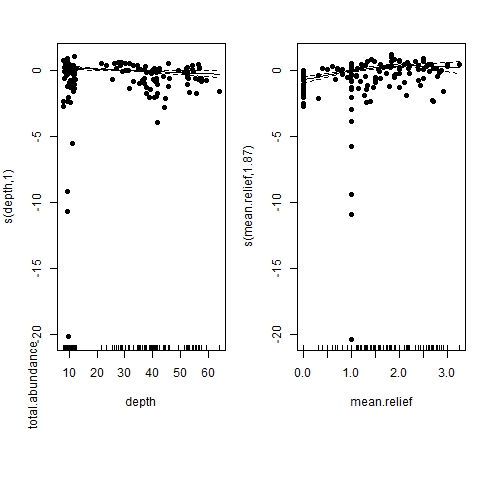 0
-5
-10
-15
-20
s(depth,1)
total.abundance
10 20 30 40 50 60
depth
0
-5
-10
-15
-20
s(mean.relief,1.87)
0.0 1.0 2.0 3.0
mean.relief